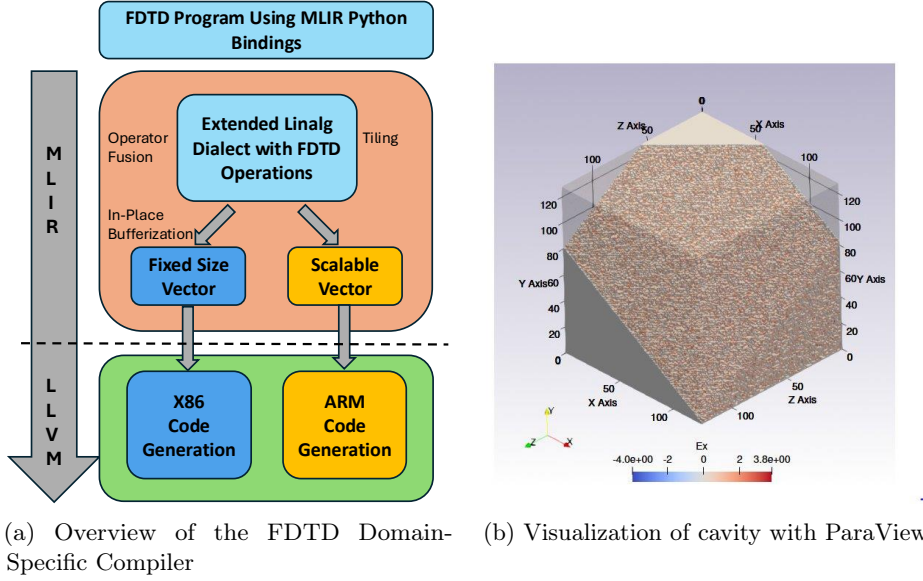 FDTD Program Using MLIR Python
Bindings
M
L
I
R
Operator
Fusion
Extended Linalg
Dialect with FDTD
Operations
Tiling
In-Place
Bufferization
Fixed Size
Vector
Scalable
Vector
L
L
V
M
X86
Code
Generation
ARM
Code
Generation
(a) Overview of the FDTD Domain-
Specific Compiler
0
Z Axis
50
50
X Axis
100
100
120
120
100
100
80
80
Y Axis
60
60
Y Axis
40
40
20
20
0
0
50
50
X Axis
Z Axis
100
100
Y
Z
X
Ex
-4.0e+00
-2
0
2
3.8e+00
(b) Visualization of cavity with ParaView